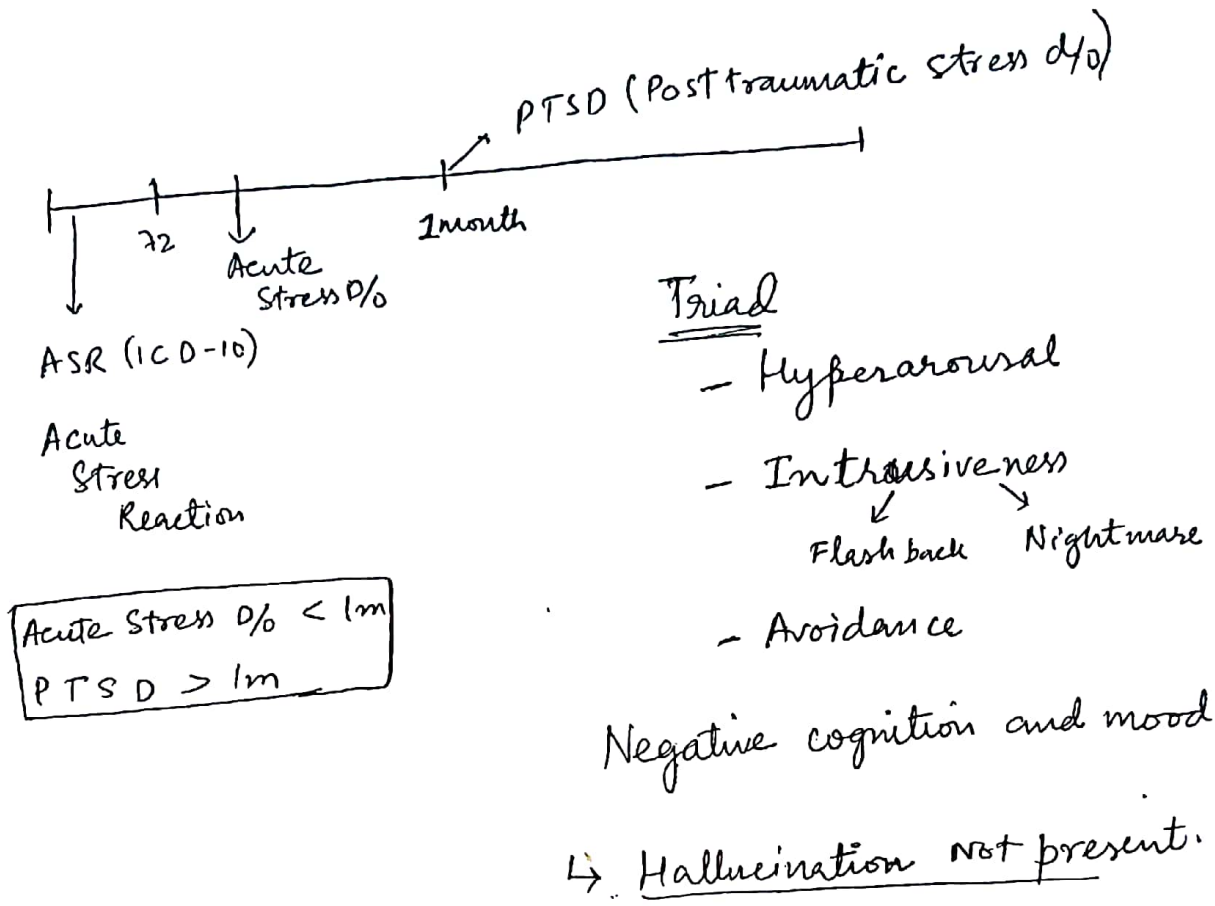 PTSD (Post traumatic stress d/o)
72
1month
Acute
Stress D/o
ASR (ICD-10)
Acute
Stress
Reaction
Acute Stress D/o < 1m
PTSD > 1m
Triad
- Hyperarousal
- Intrusiveness
Flash back Nightmare
- Avoidance
Negative cognition and mood
↳ Hallucination Not present.